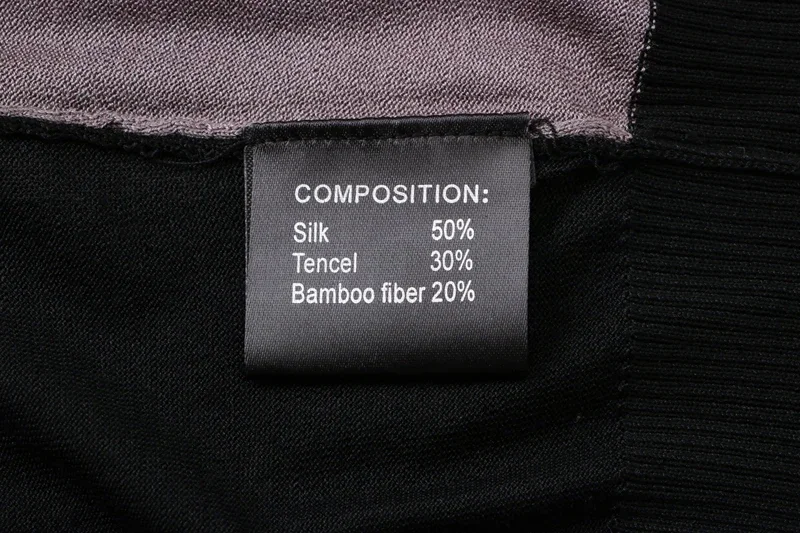 COMPOSITION:
Silk 50%
Tencel 30%
Bamboo fiber 20%